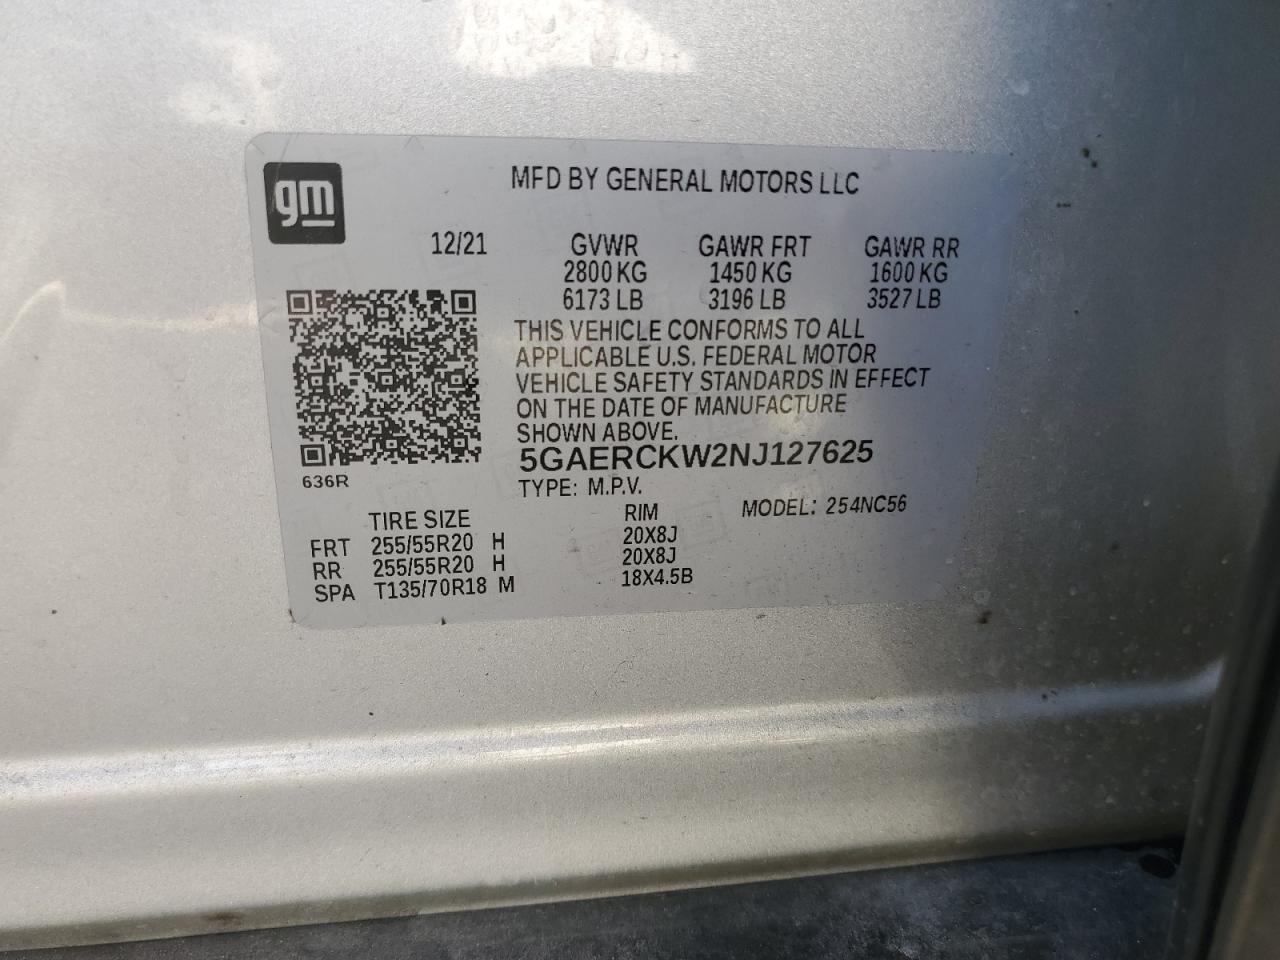 gm
MFD BY GENERAL MOTORS LLC
12/21 GVWR GAWR FRT GAWR RR
2800 KG 1450 KG 1600 KG
6173 LB 3196 LB 3527 LB
THIS VEHICLE CONFORMS TO ALL
APPLICABLE U.S. FEDERAL MOTOR
VEHICLE SAFETY STANDARDS IN EFFECT
ON THE DATE OF MANUFACTURE
SHOWN ABOVE.
5GAERCKW2NJ127625
636R
TYPE: M.P.V.
MODEL: 254NC56
TIRE SIZE RIM
FRT 255/55R20 H 20X8J
RR 255/55R20 H 20X8J
SPA T135/70R18 M 18X4.5B